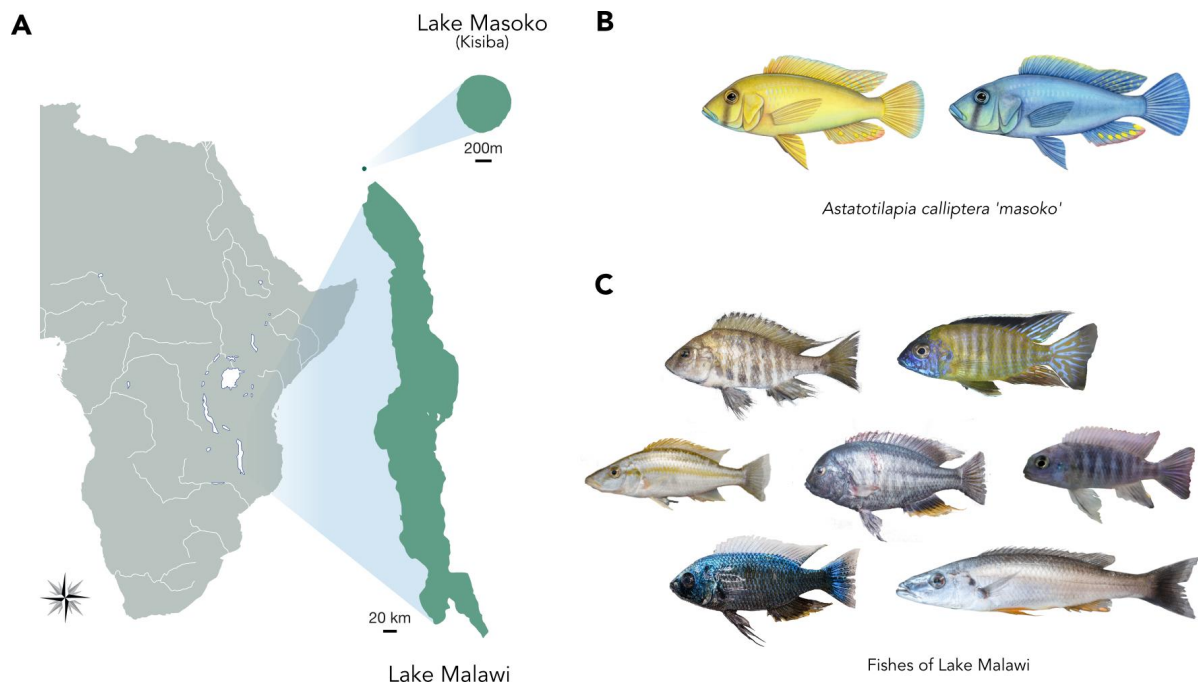 A
Lake Masoko
(Kisiba)
200m
20 km
Lake Malawi
B
Astatotilapia calliptera 'masoko'
C
Fishes of Lake Malawi